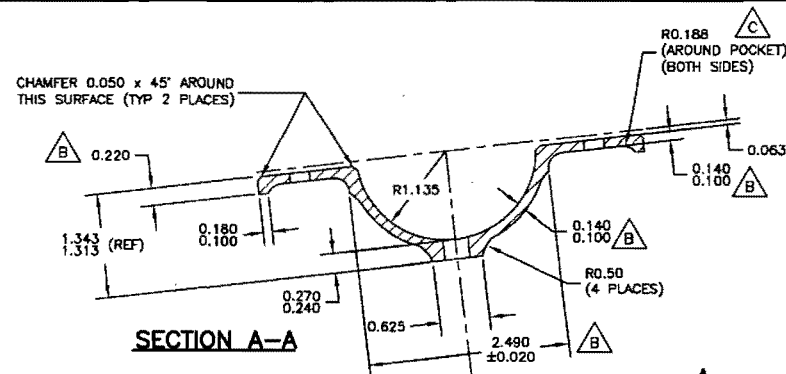 C
R0.188
(AROUND POCKET)
(BOTH SIDES)
CHAMFER 0.050 x 45° AROUND
THIS SURFACE (TYP 2 PLACES)
B 0.220
0.063
0.140
0.100 B
R1.135
0.180
0.100
0.140
0.100 B
1.343
1.313 (REF)
R0.50
(4 PLACES)
0.270
0.240
0.625
2.490
±0.020 B
SECTION A-A